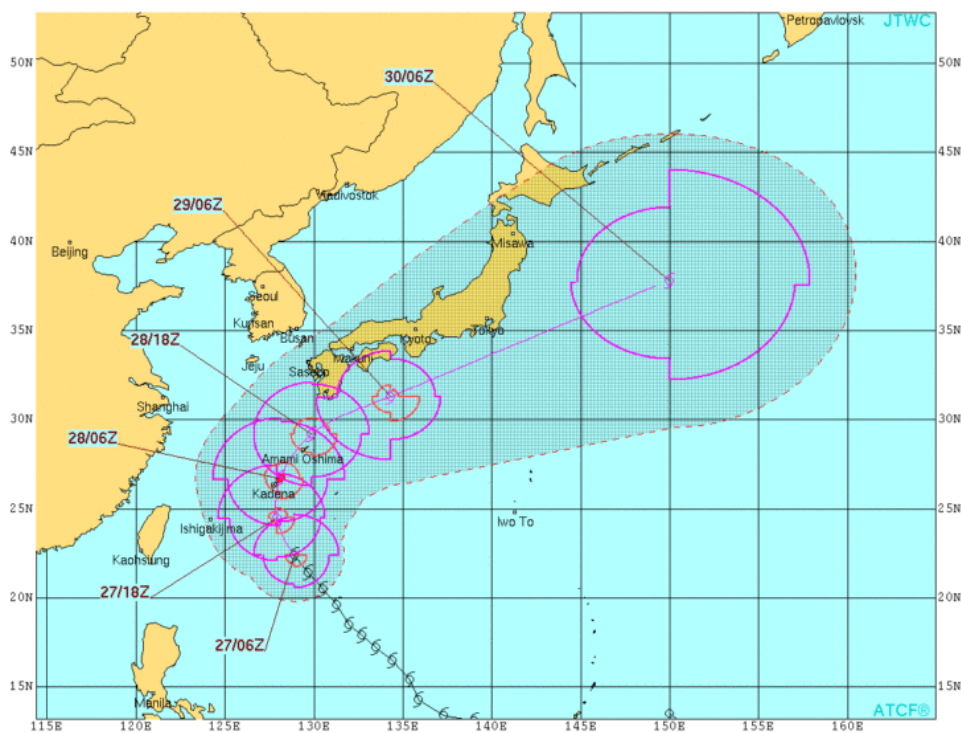 Petropavlovsk
JTWC
50N
50N
30/06Z
45N
45N
29/06Z
40N
40N
Beijing
Misawa
Seoul
35N
35N
Kunsan
Busan
Kyoto
Tokyo
28/18Z
Jeju
Iwakuni
Sasebo
Shanghai
30N
30N
28/06Z
Amami Oshima
Kadena
25N
25N
Ishigakijima
Iwo To
Kaohsiung
27/18Z
20N
20N
27/06Z
15N
15N
Manila
ATCF®
115E
120E
125E
130E
135E
140E
145E
150E
155E
160E